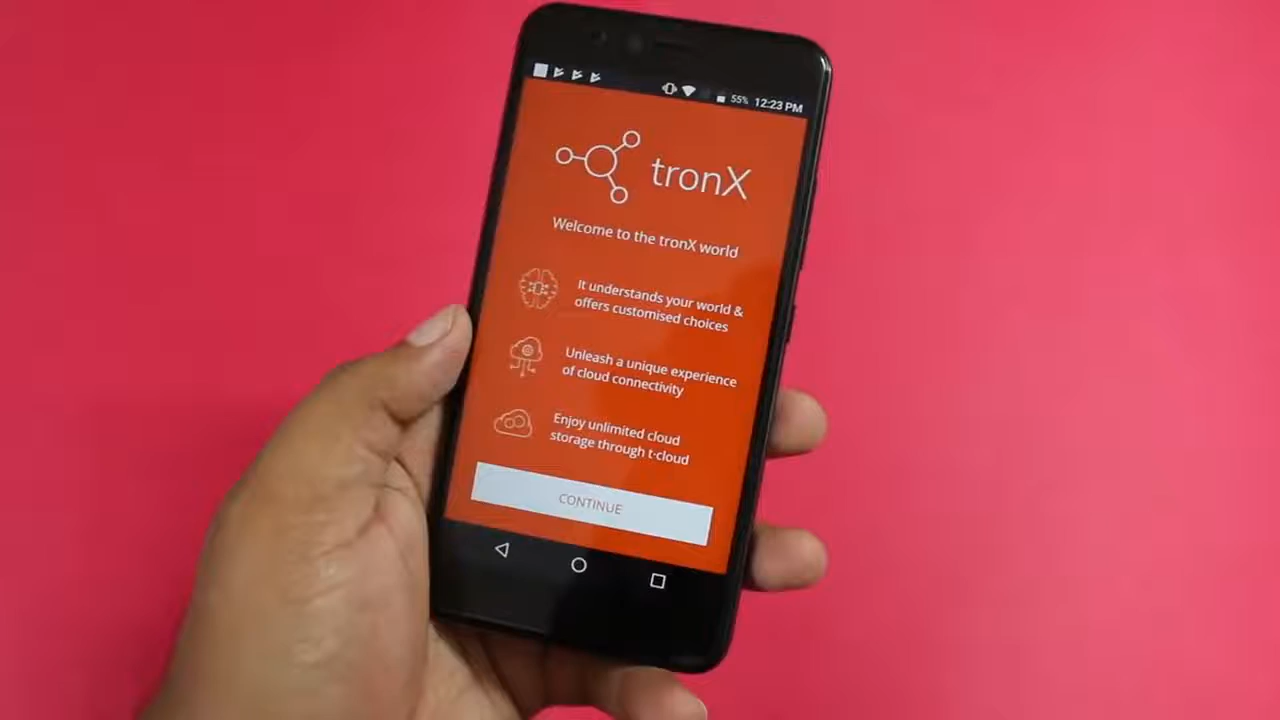 55% 12:23 PM
tronX
Welcome to the tronX world
It understands your world &
offers customised choices
Unleash a unique experience
of cloud connectivity
Enjoy unlimited cloud
storage through t·cloud
CONTINUE